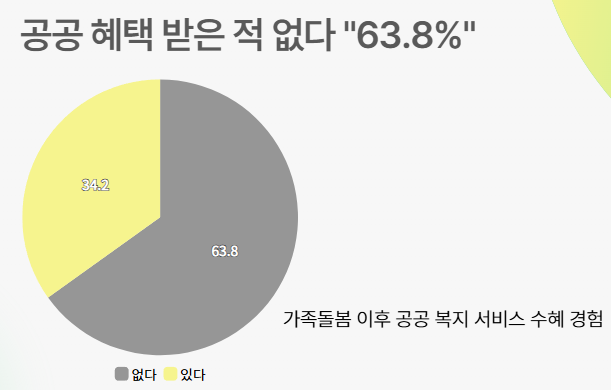 공공 혜택 받은 적 없다 "63.8%"
34.2
63.8
가족돌봄 이후 공공 복지 서비스 수혜 경험
없다 있다